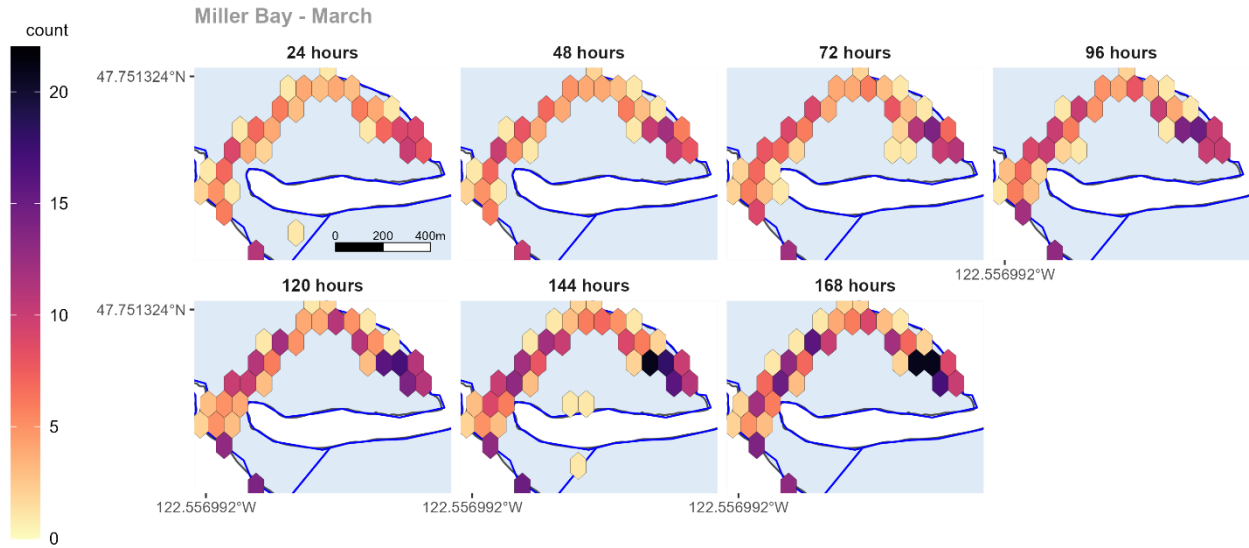 Miller Bay - March
count
20
15
10
5
0
24 hours 48 hours 72 hours 96 hours
47.751324°N
0 200 400m
122.556992°W
120 hours 144 hours 168 hours
47.751324°N
122.556992°W 122.556992°W 122.556992°W